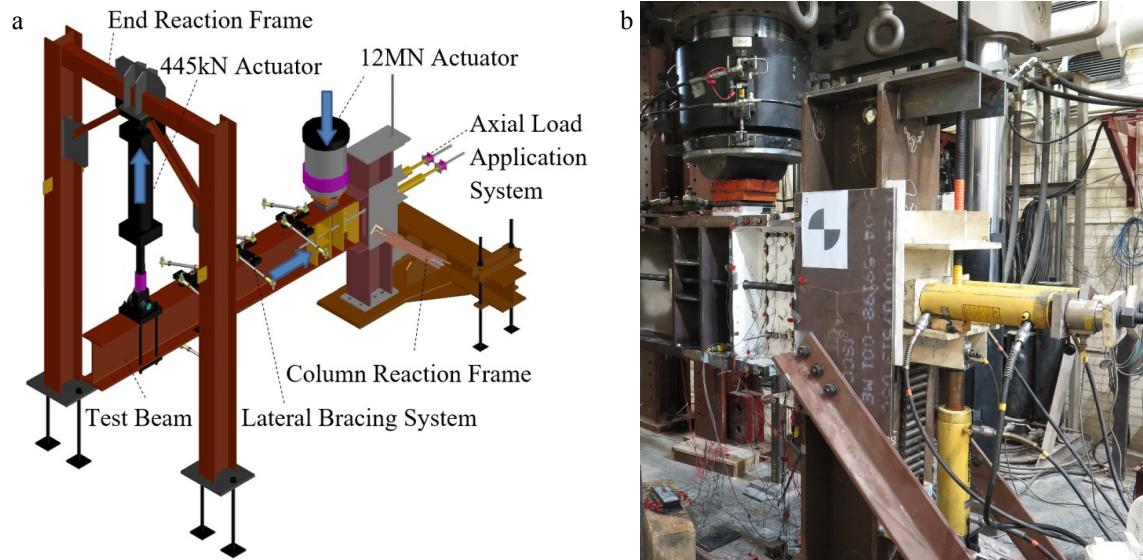 a
End Reaction Frame
445kN Actuator
12MN Actuator
Axial Load
Application
System
Column Reaction Frame
Test Beam
Lateral Bracing System
b
5